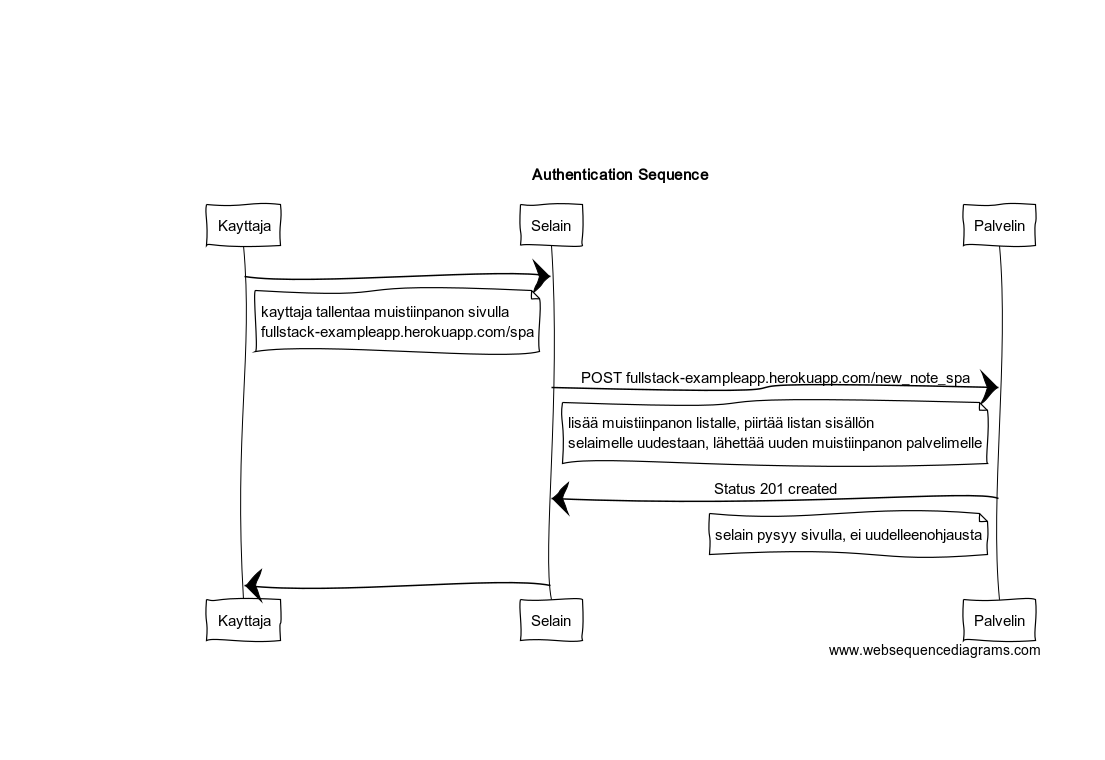 Authentication Sequence
Kayttaja
Selain
Palvelin
kayttaja tallentaa muistiinpanon sivulla
fullstack-exampleapp.herokuapp.com/spa
POST fullstack-exampleapp.herokuapp.com/new_note_spa
lisää muistiinpanon listalle, piirtää listan sisällön
selaimelle uudestaan, lähettää uuden muistiinpanon palvelimelle
Status 201 created
selain pysyy sivulla, ei uudelleenohjausta
Kayttaja
Selain
Palvelin
www.websequencediagrams.com